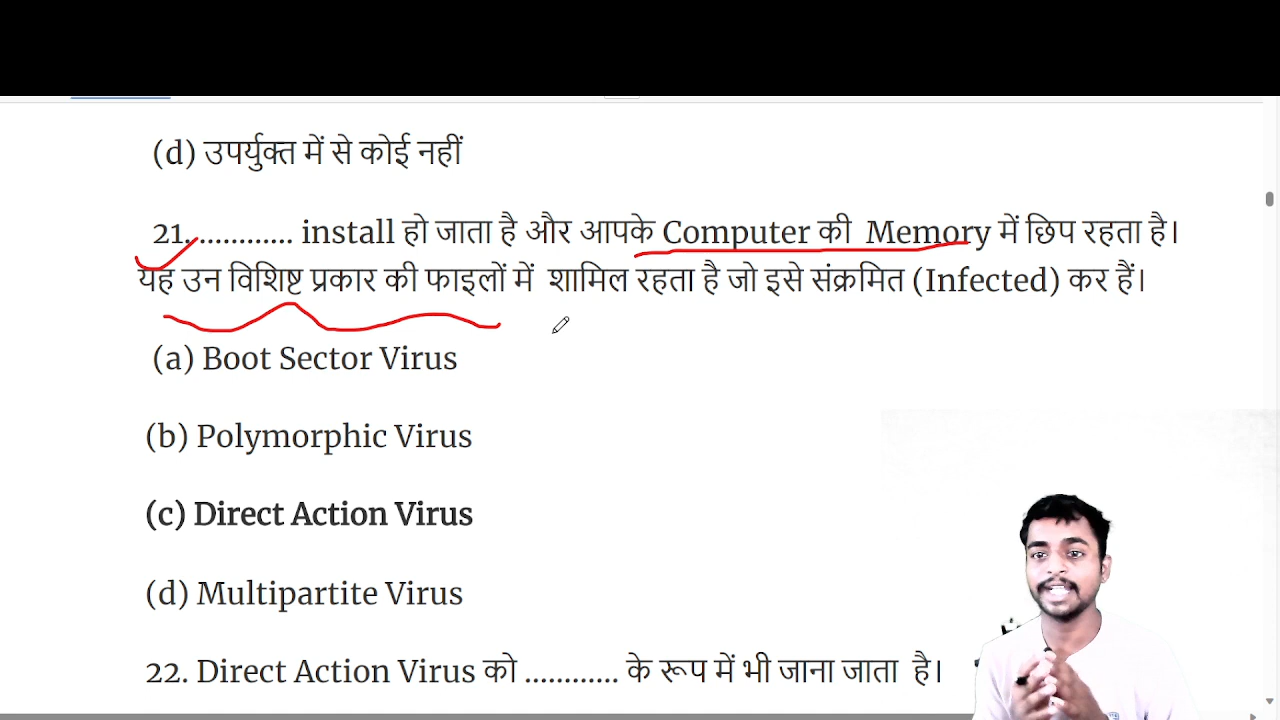 (d) उपर्युक्त में से कोई नहीं
21. ............ install हो जाता है और आपके Computer की Memory में छिप रहता है।
यह उन विशिष्ट प्रकार की फाइलों में शामिल रहता है जो इसे संक्रमित (Infected) कर हैं।
(a) Boot Sector Virus
(b) Polymorphic Virus
(c) Direct Action Virus
(d) Multipartite Virus
22. Direct Action Virus को ............ के रूप में भी जाना जाता है।